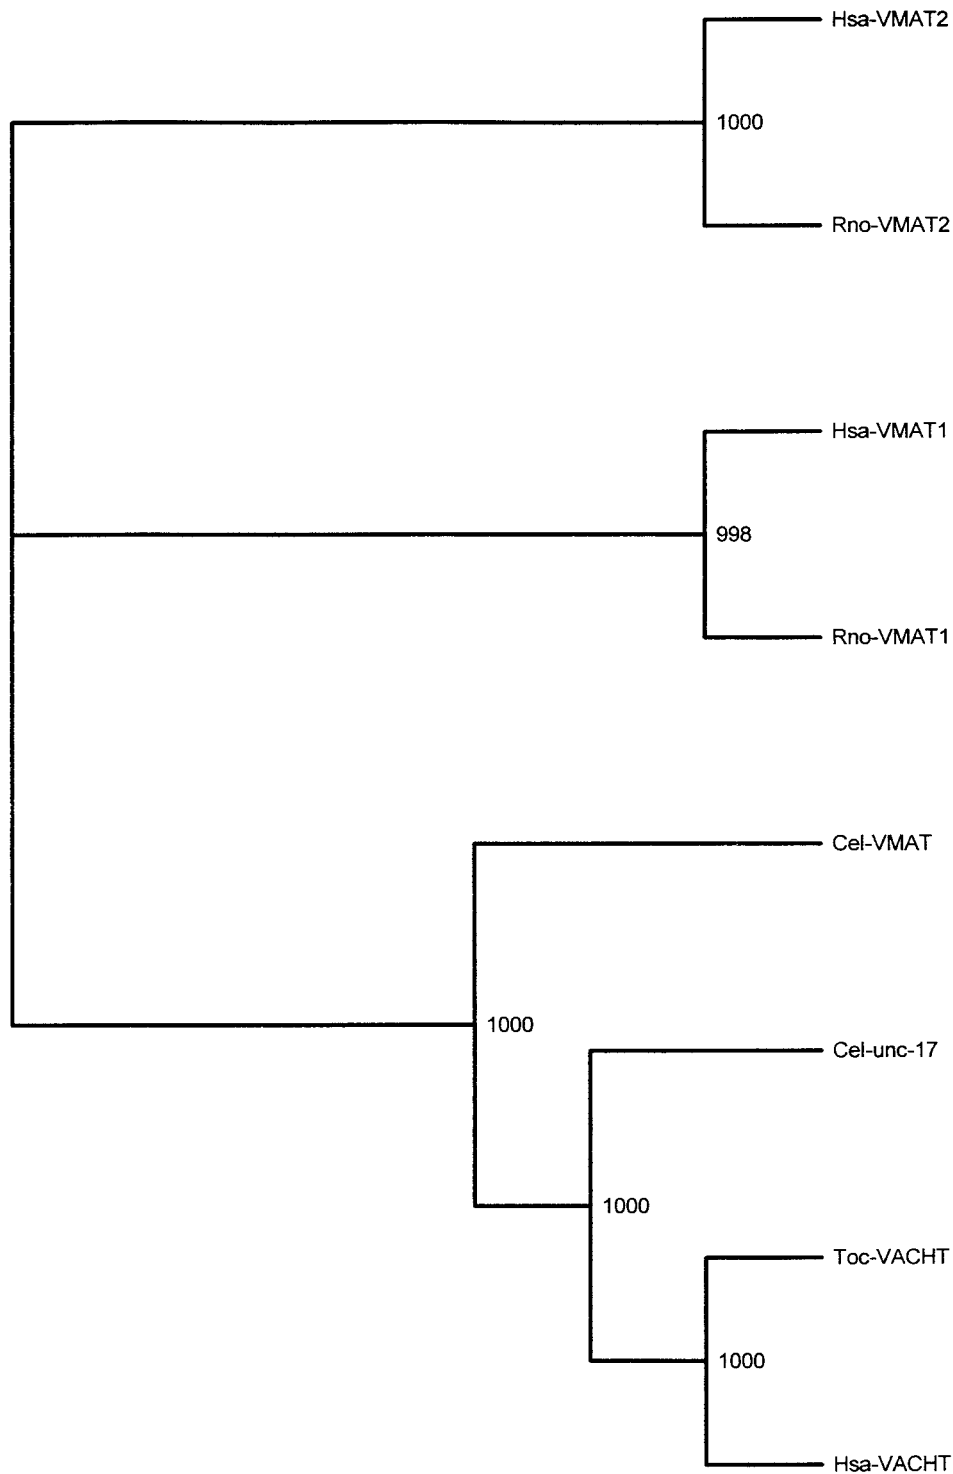 Hsa-VMAT2
1000
Rno-VMAT2
Hsa-VMAT1
998
Rno-VMAT1
Cel-VMAT
1000
Cel-unc-17
1000
Toc-VACHT
1000
Hsa-VACHT